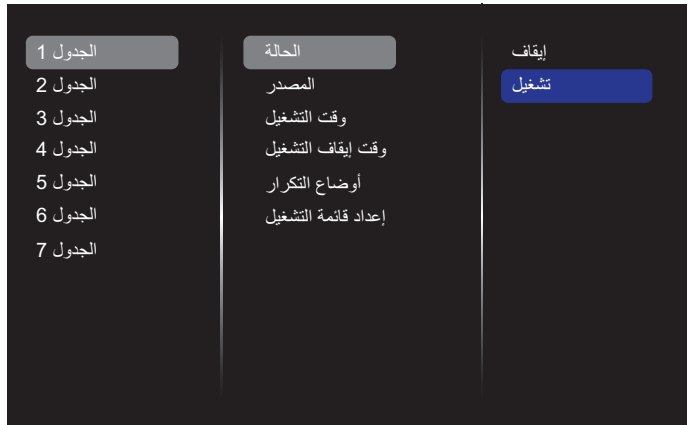 الجدول 1
الجدول 2
الجدول 3
الجدول 4
الجدول 5
الجدول 6
الجدول 7
الحالة
المصدر
وقت التشغيل
وقت إيقاف التشغيل
أوضاع التكرار
إعداد قائمة التشغيل
إيقاف
تشغيل